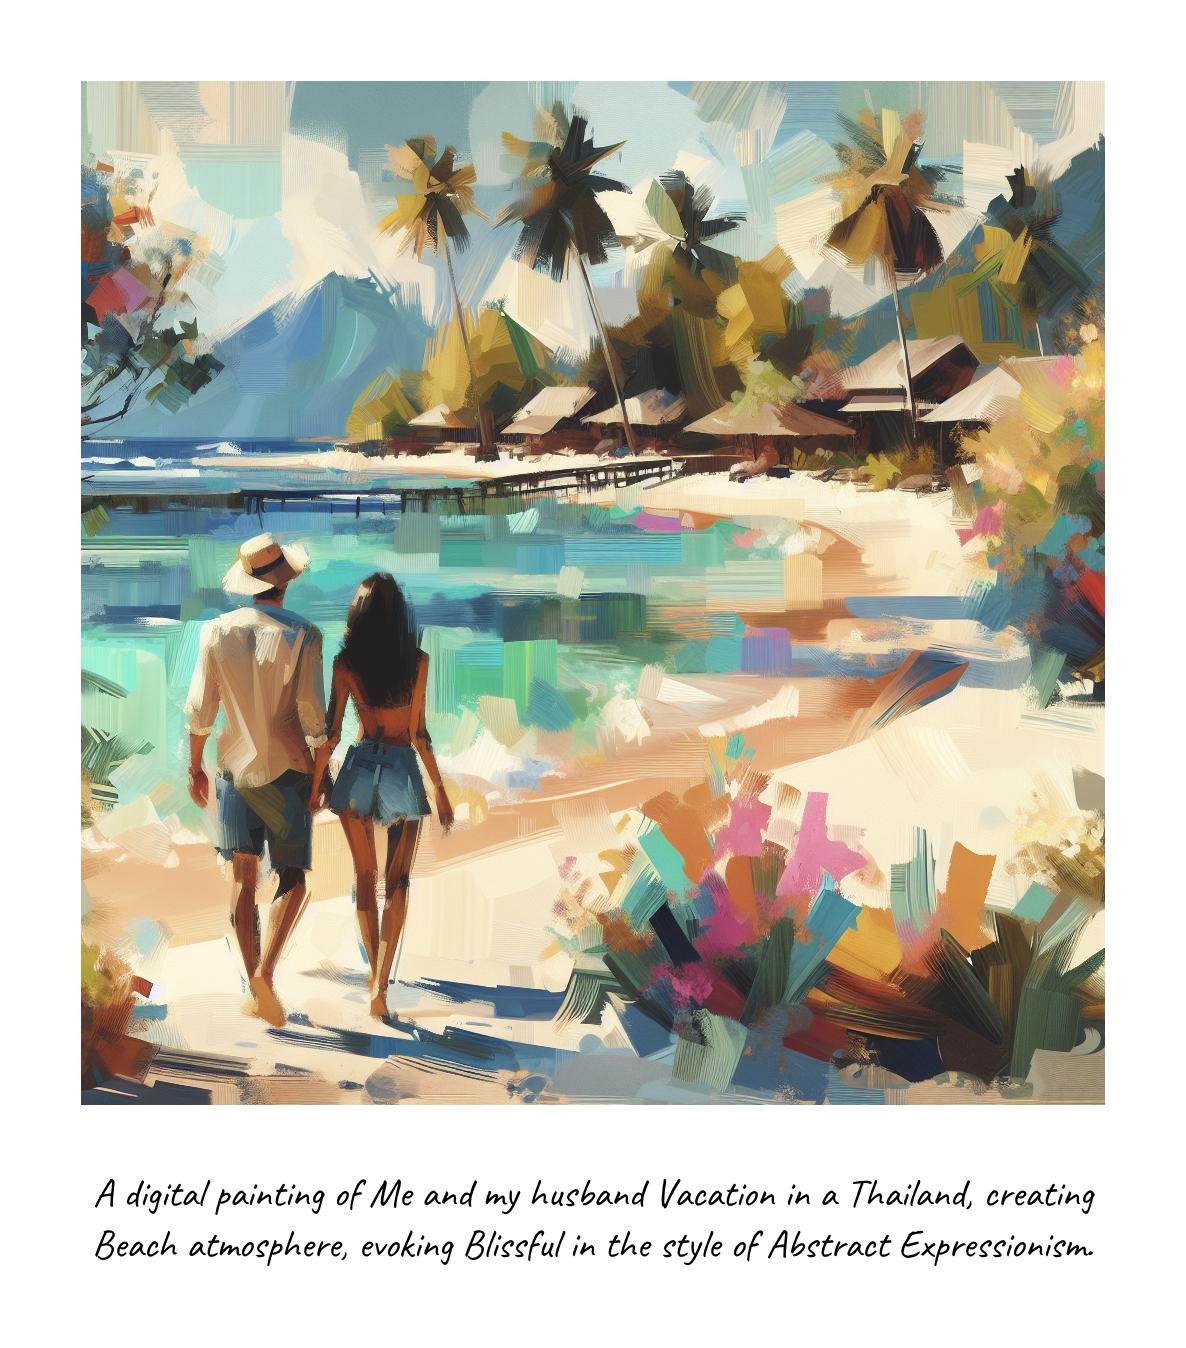 A digital painting of Me and my husband Vacation in a Thailand, creating
Beach atmosphere, evoking Blissful in the style of Abstract Expressionism.